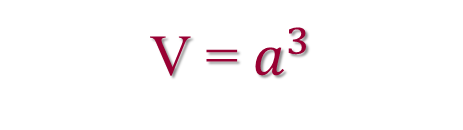 V = a³